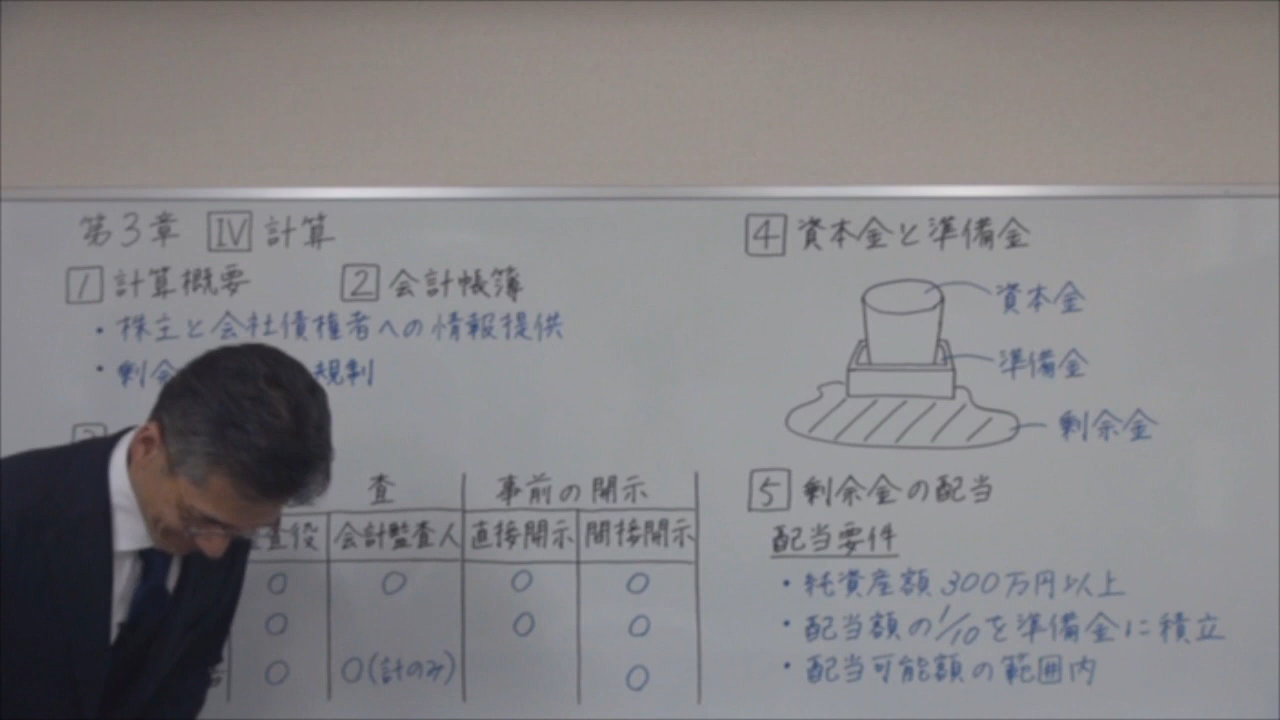 第3章 Ⅳ 計算
1 計算概要 2 会計帳簿
・株主と会社債権者への情報提供
・剰余 規制
査 事前の開示
査役 会計監査人 直接開示 間接開示
○ ○ ○ ○
○ ○ ○
○ ○(計のみ) ○
4 資本金と準備金
資本金
準備金
剰余金
5 剰余金の配当
配当要件
・純資産額300万円以上
・配当額の1/10を準備金に積立
・配当可能額の範囲内